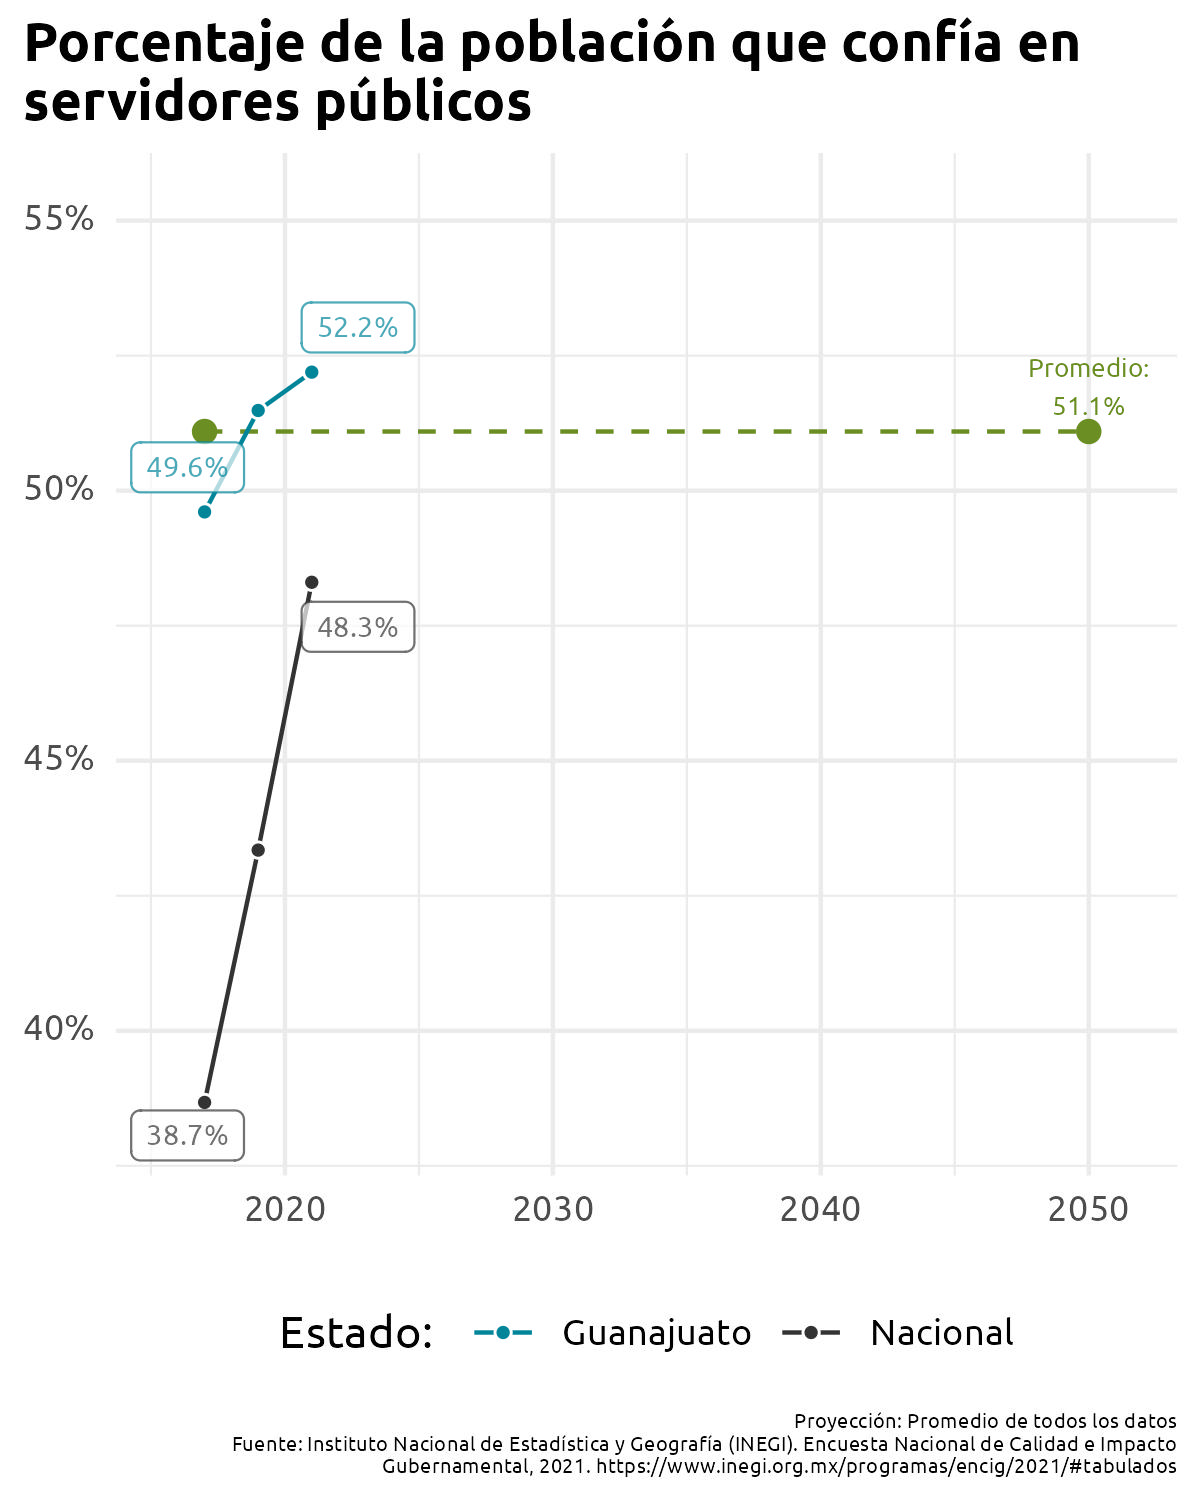 Porcentaje de la población que confía en
servidores públicos
55%
52.2%
Promedio:
51.1%
49.6%
50%
48.3%
45%
40%
38.7%
2020 2030 2040 2050
Estado: Guanajuato Nacional
Proyección: Promedio de todos los datos
Fuente: Instituto Nacional de Estadística y Geografía (INEGI). Encuesta Nacional de Calidad e Impacto
Gubernamental, 2021. https://www.inegi.org.mx/programas/encig/2021/#tabulados